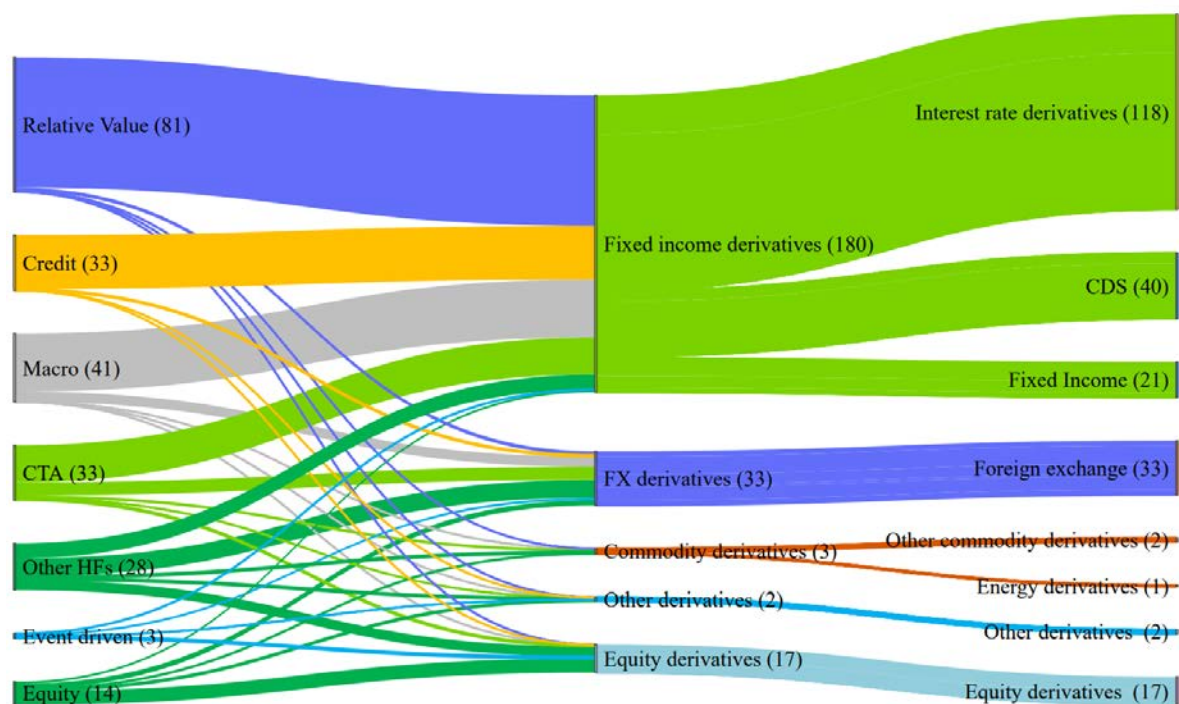 Relative Value (81)
Credit (33)
Macro (41)
CTA (33)
Other HFs (28)
Event driven (3)
Equity (14)
Fixed income derivatives (180)
FX derivatives (33)
Commodity derivatives (3)
Other derivatives (2)
Equity derivatives (17)
Interest rate derivatives (118)
CDS (40)
Fixed Income (21)
Foreign exchange (33)
Other commodity derivatives (2)
Energy derivatives (1)
Other derivatives (2)
Equity derivatives (17)